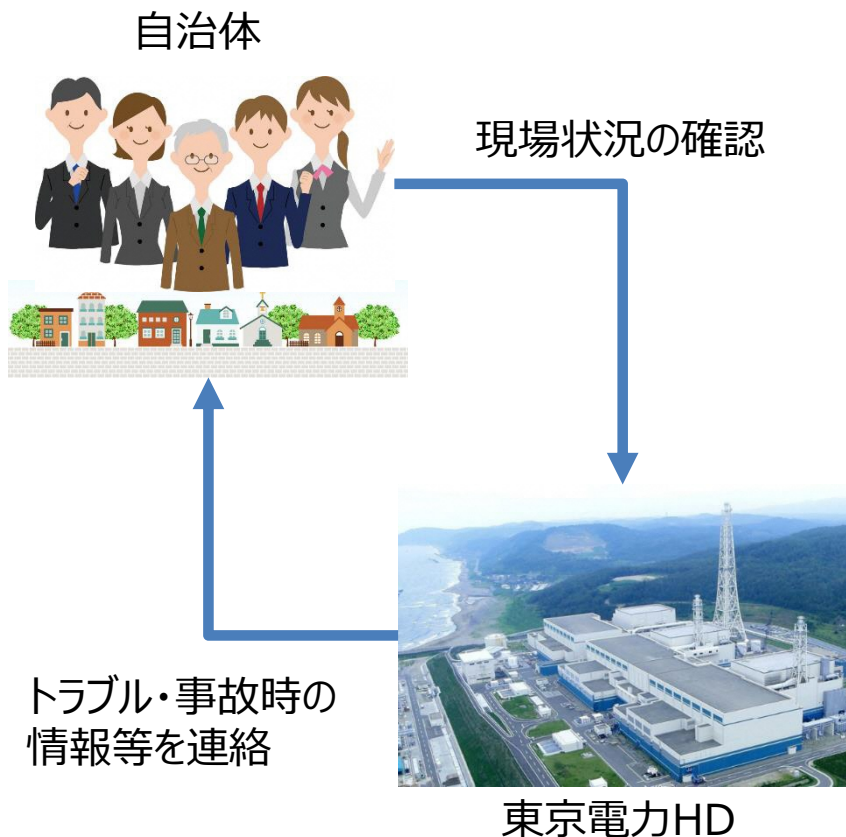 自治体
現場状況の確認
トラブル・事故時の
情報等を連絡
東京電力HD